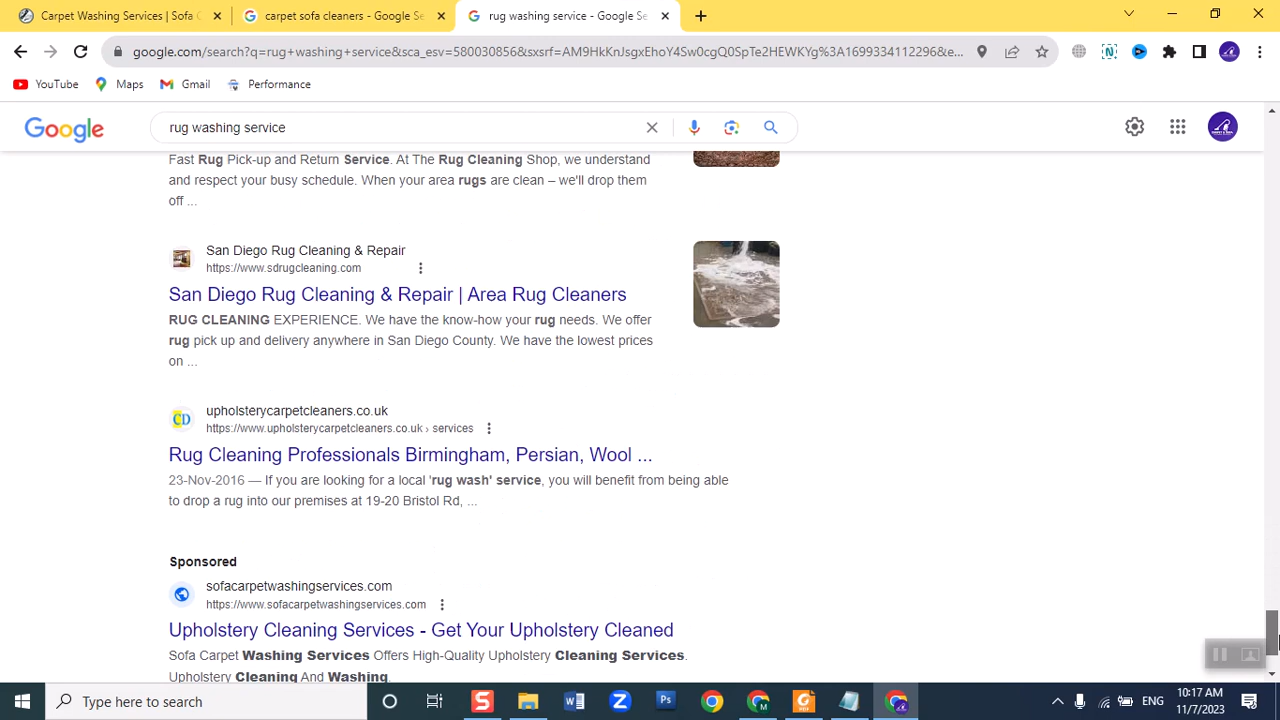 Carpet Washing Services | Sofa C
carpet sofa cleaners - Google Se
rug washing service - Google Se
google.com/search?q=rug+washing+service&sca_esv=580030856&sxsrf=AM9HkKnJsgxEhoY4Sw0cgQ0SpTe2HEWKYg%3A1699334112296&e...
YouTube
Maps
Gmail
Performance
Google
rug washing service
Fast Rug Pick-up and Return Service. At The Rug Cleaning Shop, we understand
and respect your busy schedule. When your area rugs are clean – we'll drop them
off ...
San Diego Rug Cleaning & Repair
https://www.sdrugcleaning.com
San Diego Rug Cleaning & Repair | Area Rug Cleaners
RUG CLEANING EXPERIENCE. We have the know-how your rug needs. We offer
rug pick up and delivery anywhere in San Diego County. We have the lowest prices
on ...
CD
upholsterycarpetcleaners.co.uk
https://www.upholsterycarpetcleaners.co.uk › services
Rug Cleaning Professionals Birmingham, Persian, Wool ...
23-Nov-2016 — If you are looking for a local 'rug wash' service, you will benefit from being able
to drop a rug into our premises at 19-20 Bristol Rd, ...
Sponsored
sofacarpetwashingservices.com
https://www.sofacarpetwashingservices.com
Upholstery Cleaning Services - Get Your Upholstery Cleaned
Sofa Carpet Washing Services Offers High-Quality Upholstery Cleaning Services.
Upholstery Cleaning And Washing.
Type here to search
ENG
10:17 AM
11/7/2023